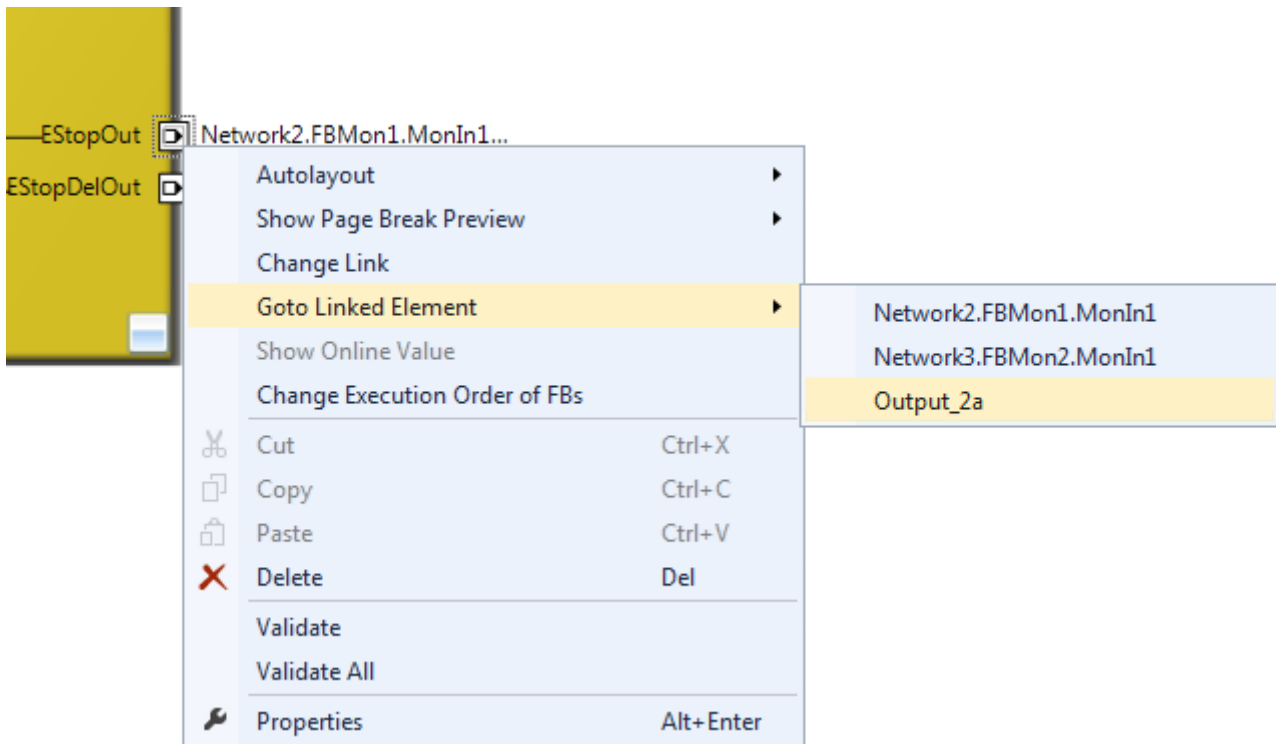 EStopOut Network2.FBMon1.MonIn1...
EStopDelOut
Autolayout
Show Page Break Preview
Change Link
Goto Linked Element
Show Online Value
Change Execution Order of FBs
Cut Ctrl+X
Copy Ctrl+C
Paste Ctrl+V
Delete Del
Validate
Validate All
Properties Alt+Enter
Network2.FBMon1.MonIn1
Network3.FBMon2.MonIn1
Output_2a